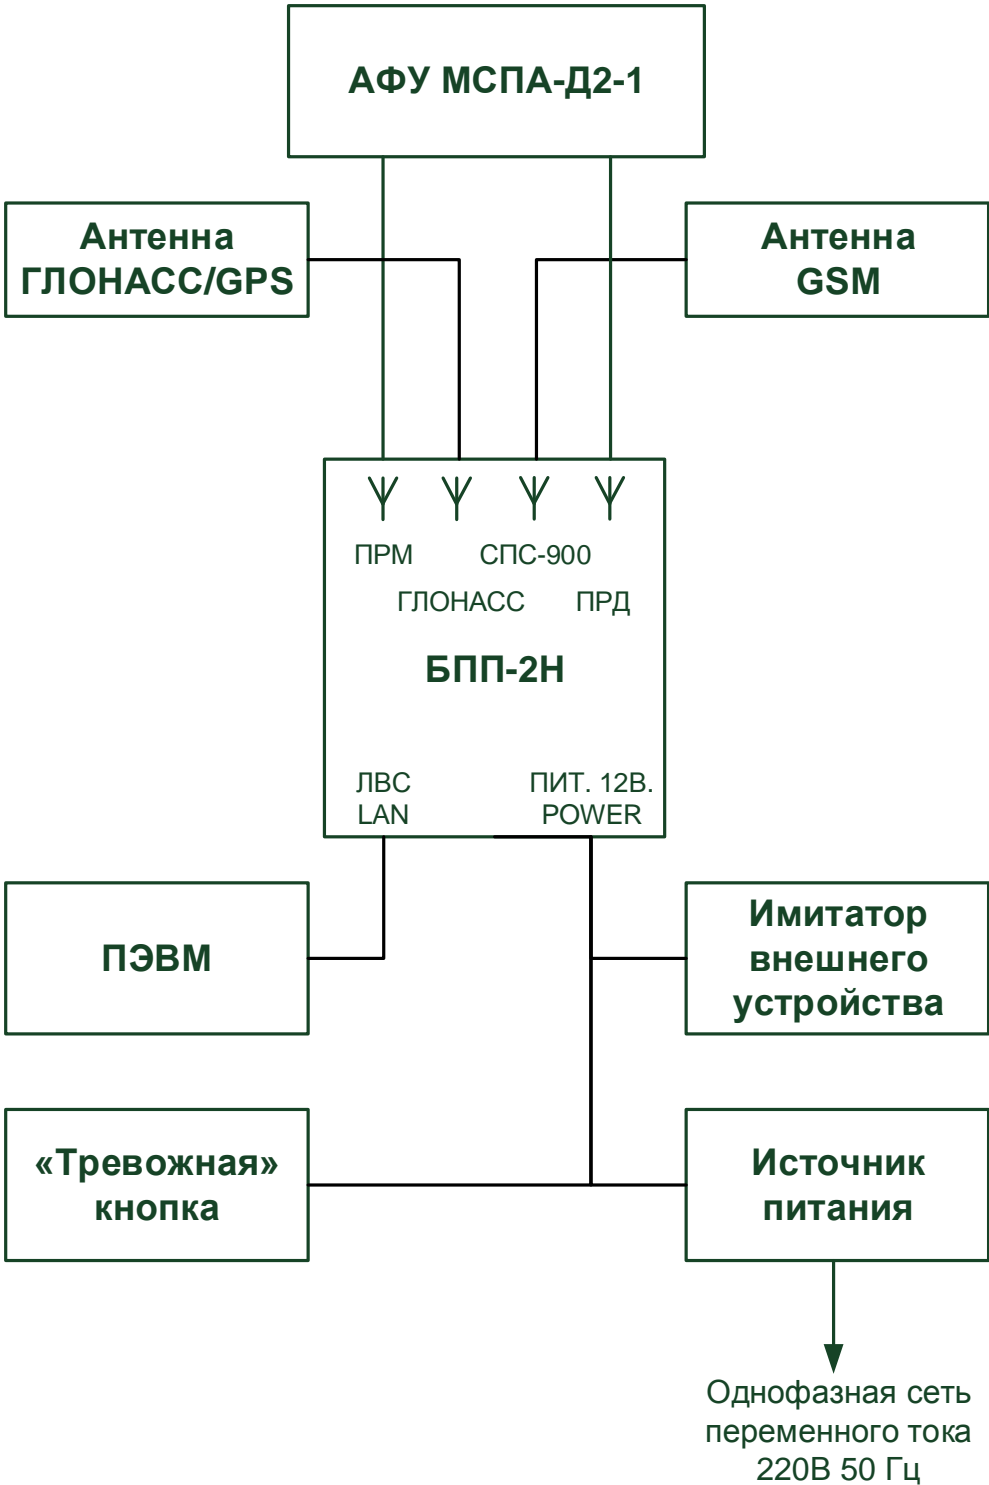 АФУ МСПА-Д2-1
Антенна
ГЛОНАСС/GPS
Антенна
GSM
ПРМ
СПС-900
ГЛОНАСС
ПРД
БПП-2Н
ЛВС
LAN
ПИТ. 12В.
POWER
ПЭВМ
Имитатор
внешнего
устройства
«Тревожная»
кнопка
Источник
питания
Однофазная сеть
переменного тока
220В 50 Гц